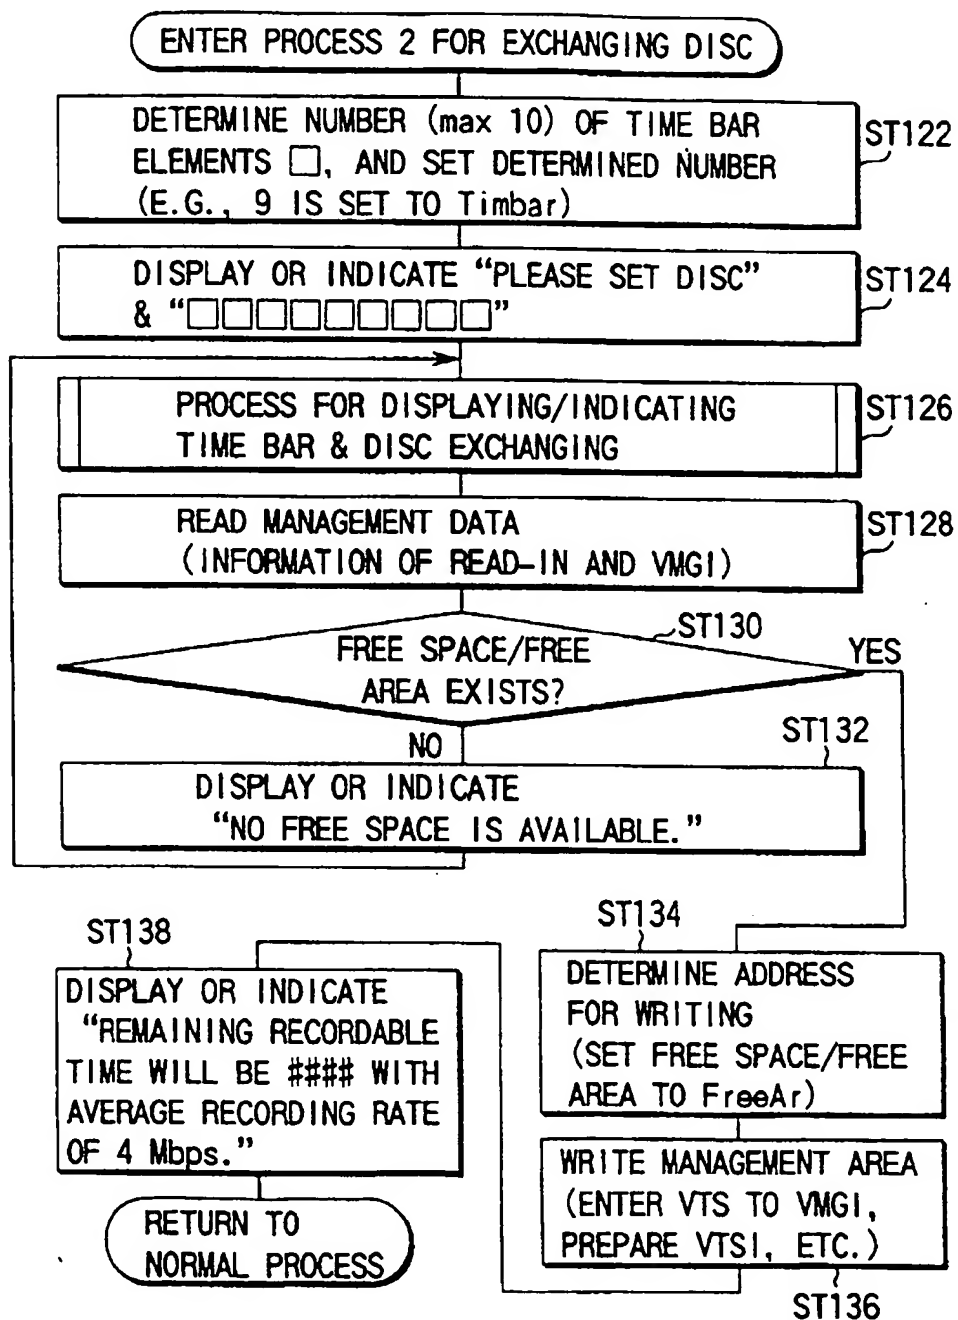 ENTER PROCESS 2 FOR EXCHANGING DISC
DETERMINE NUMBER (max 10) OF TIME BAR
ELEMENTS □, AND SET DETERMINED NUMBER
(E.G., 9 IS SET TO Timbar)
ST122
DISPLAY OR INDICATE “PLEASE SET DISC”
& “□□□□□□□□□”
ST124
PROCESS FOR DISPLAYING/INDICATING
TIME BAR & DISC EXCHANGING
ST126
READ MANAGEMENT DATA
(INFORMATION OF READ-IN AND VMGI)
ST128
FREE SPACE/FREE
AREA EXISTS?
ST130
YES
NO
ST132
DISPLAY OR INDICATE
“NO FREE SPACE IS AVAILABLE.”
ST134
DETERMINE ADDRESS
FOR WRITING
(SET FREE SPACE/FREE
AREA TO FreeAr)
WRITE MANAGEMENT AREA
(ENTER VTS TO VMGI,
PREPARE VTSI, ETC.)
ST136
ST138
DISPLAY OR INDICATE
“REMAINING RECORDABLE
TIME WILL BE #### WITH
AVERAGE RECORDING RATE
OF 4 Mbps.”
RETURN TO
NORMAL PROCESS